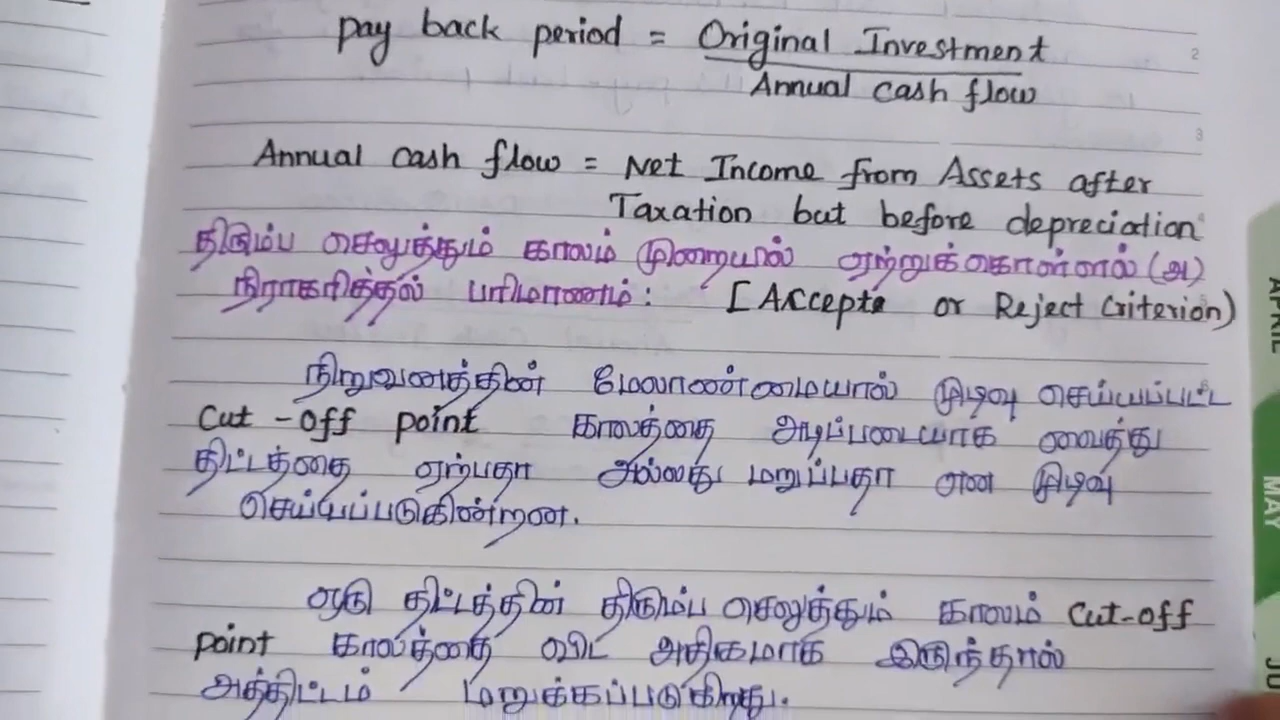 pay back period = Original Investment
Annual cash flow
2
3
Annual cash flow = Net Income from Assets after
Taxation but before depreciation
திரும்ப செலுத்தும் காலம் முறையில் ஏற்றுக்கொள்ளல் (அ)
நிராகரித்தல் பரிமாணம் : [Accepte or Reject Criterion)
நிறுவனத்தின் மேலாண்மையால் முடிவு செய்யப்பட்ட
Cut-off point காலத்தை அடிப்படையாக வைத்து
திட்டத்தை ஏற்பதா அல்லது மறுப்பதா என முடிவு
செய்யப்படுகின்றன.
ஒரு திட்டத்தின் திரும்ப செலுத்தும் காலம் Cut-off
point காலத்தை விட அதிகமாக இருந்தால்
அத்திட்டம் மறுக்கப்படுகிறது.
APRIL
MAY